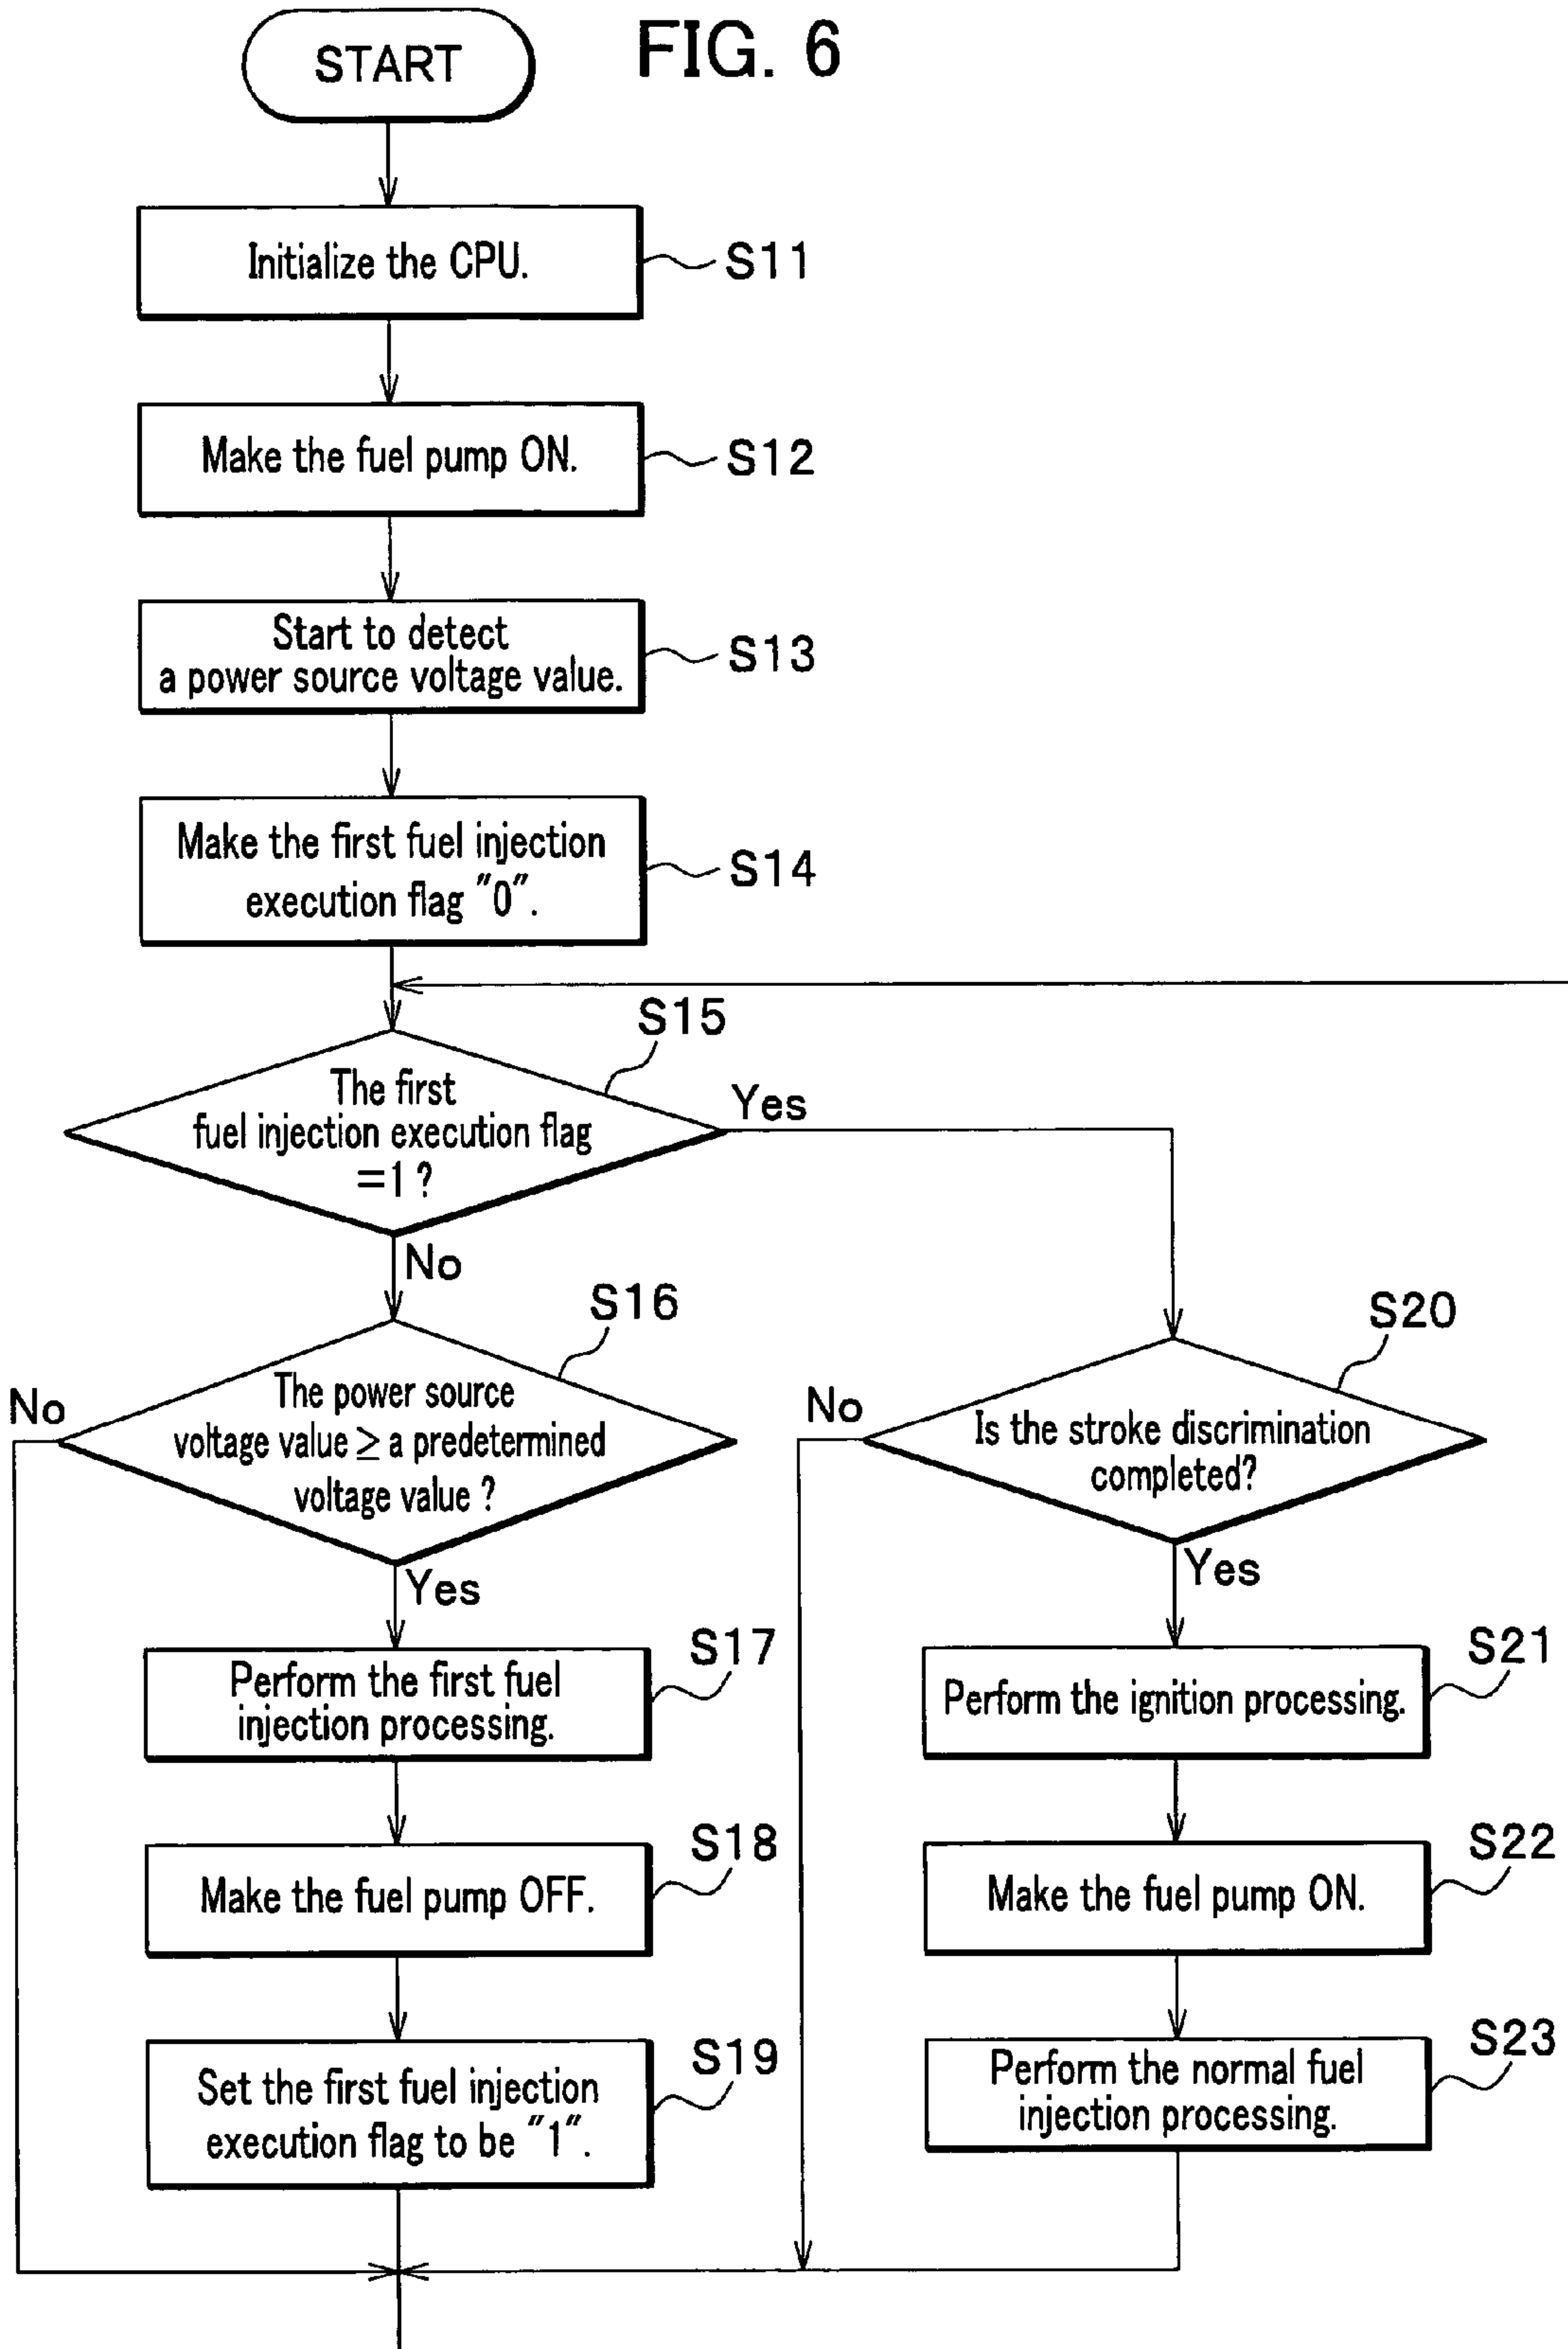 FIG. 6
START
Initialize the CPU.
S11
Make the fuel pump ON.
S12
Start to detect
a power source voltage value.
S13
Make the first fuel injection
execution flag "0".
S14
S15
The first
fuel injection execution flag
=1?
Yes
No
S16
The power source
voltage value ≥ a predetermined
voltage value ?
No
Yes
S17
Perform the first fuel
injection processing.
S18
Make the fuel pump OFF.
S19
Set the first fuel injection
execution flag to be "1".
S20
No
Is the stroke discrimination
completed?
Yes
S21
Perform the ignition processing.
S22
Make the fuel pump ON.
S23
Perform the normal fuel
injection processing.